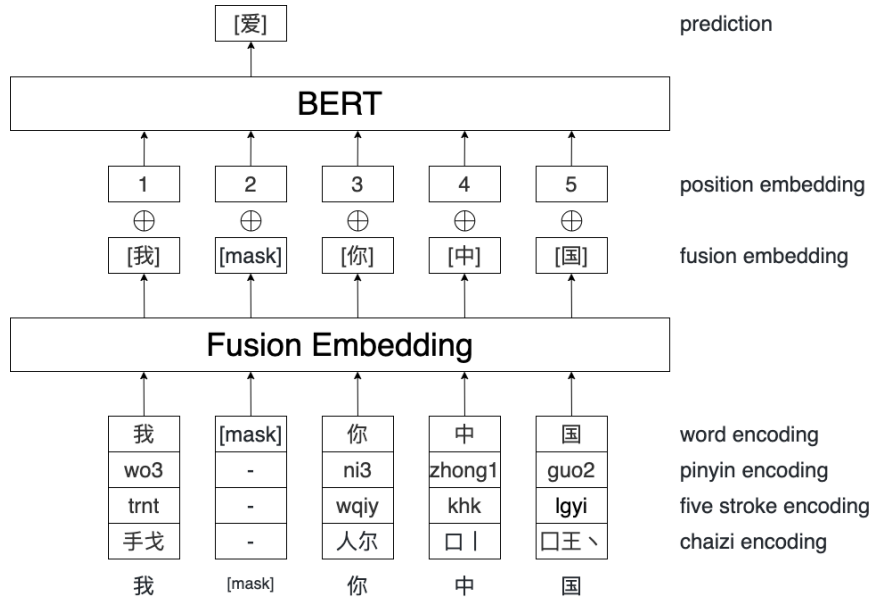 [爱] prediction
BERT
1 2 3 4 5 position embedding
[我] [mask] [你] [中] [国] fusion embedding
Fusion Embedding
我 [mask] 你 中 国 word encoding
wo3 - ni3 zhong1 guo2 pinyin encoding
trnt - wqiy khk lgyi five stroke encoding
手戈 - 人尔 口丨 囗王丶 chaizi encoding
我 [mask] 你 中 国